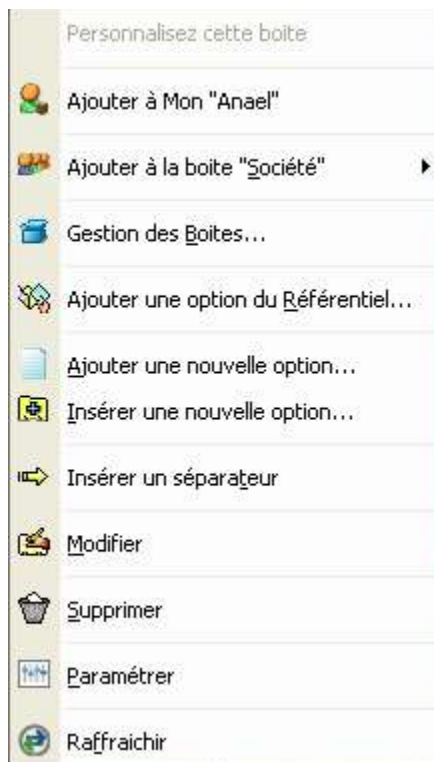 Personnalisez cette boite
Ajouter à Mon "Anael"
Ajouter à la boite "Société"
Gestion des Boites...
Ajouter une option du Référentiel...
Ajouter une nouvelle option...
Insérer une nouvelle option...
Insérer un séparateur
Modifier
Supprimer
Paramétrer
Raffraichir